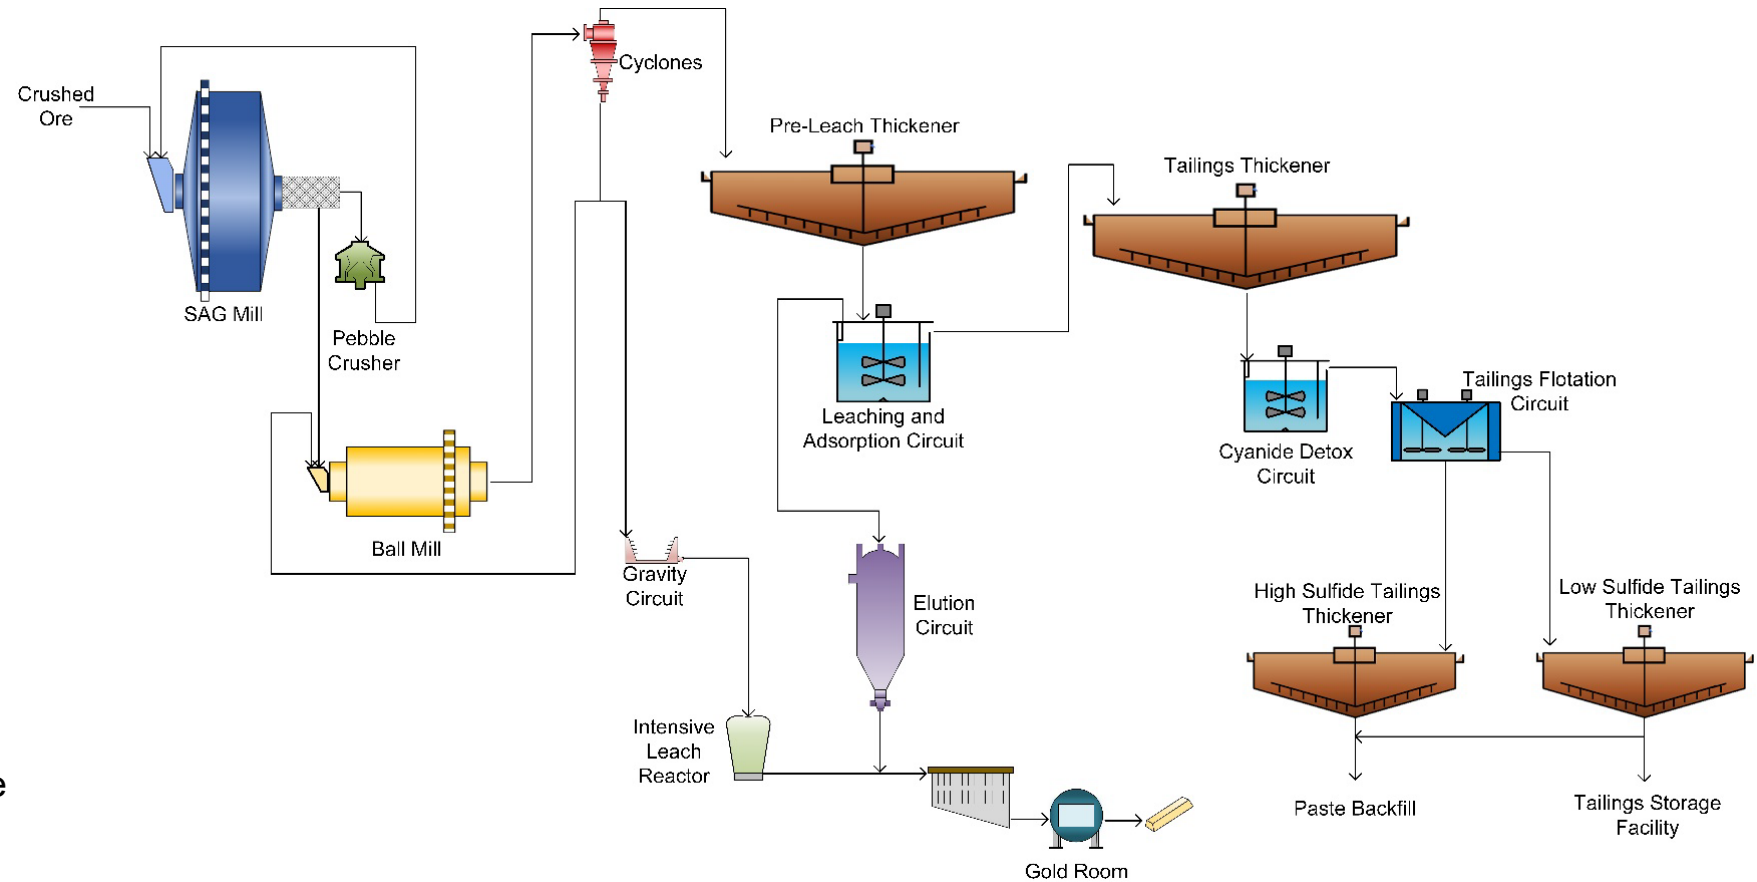 Crushed
Ore
SAG Mill
Pebble
Crusher
Ball Mill
Cyclones
Gravity
Circuit
Intensive
Leach
Reactor
Pre-Leach Thickener
Leaching and
Adsorption Circuit
Elution
Circuit
Gold Room
Tailings Thickener
Cyanide Detox
Circuit
Tailings Flotation
Circuit
High Sulfide Tailings
Thickener
Low Sulfide Tailings
Thickener
Paste Backfill
Tailings Storage
Facility
e